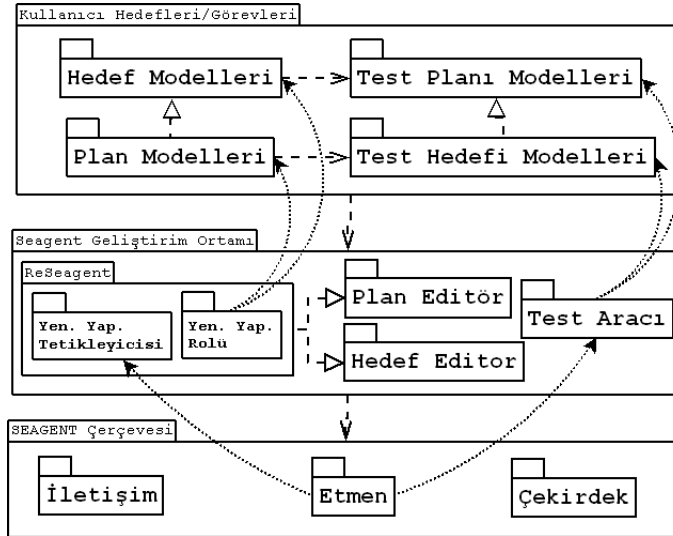 Kullanıcı Hedefleri/Görevleri
Hedef Modelleri
Test Planı Modelleri
Plan Modelleri
Test Hedefi Modelleri
Seagent Geliştirim Ortamı
ReSeagent
Yen. Yap.
Tetikleyicisi
Yen. Yap.
Rolü
Plan Editör
Hedef Editor
Test Aracı
SEAGENT Çerçevesi
İletişim
Etmen
Çekirdek